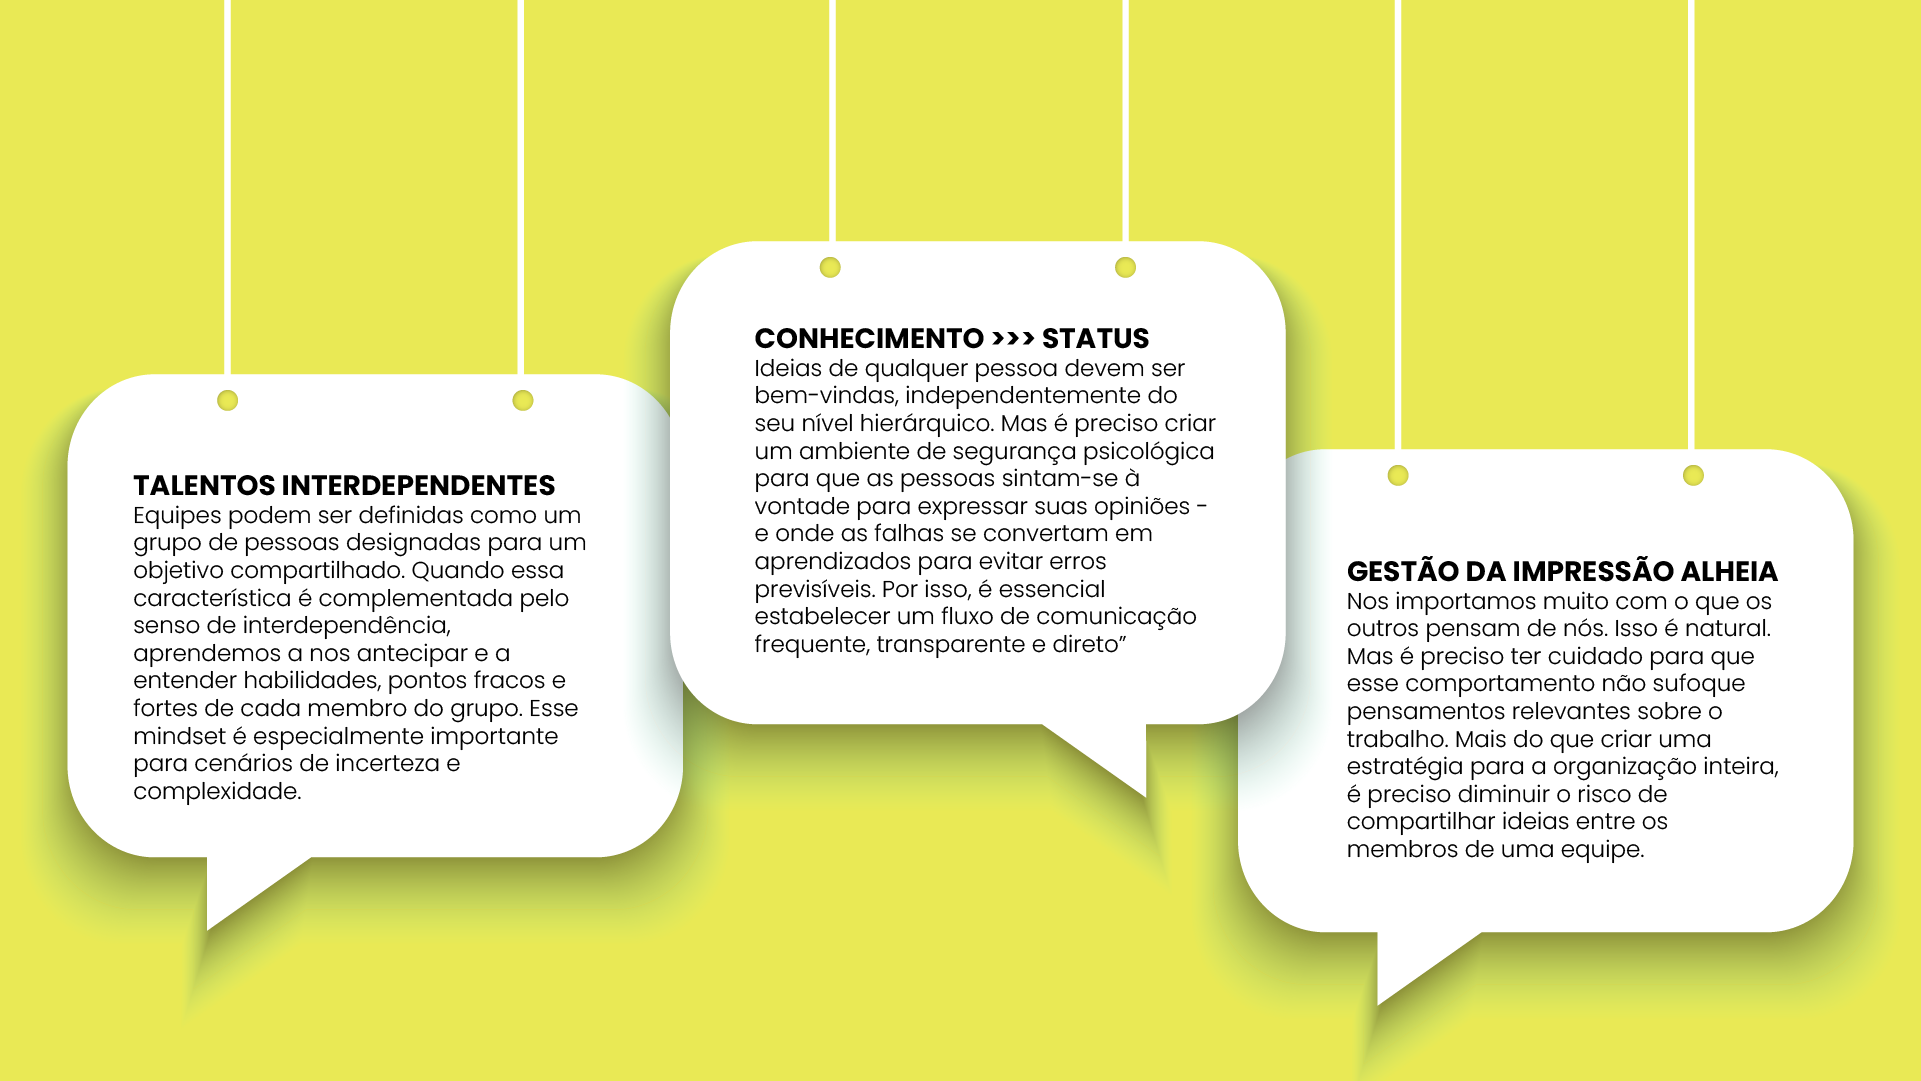 TALENTOS INTERDEPENDENTES
Equipes podem ser definidas como um
grupo de pessoas designadas para um
objetivo compartilhado. Quando essa
característica é complementada pelo
senso de interdependência,
aprendemos a nos antecipar e a
entender habilidades, pontos fracos e
fortes de cada membro do grupo. Esse
mindset é especialmente importante
para cenários de incerteza e
complexidade.
CONHECIMENTO >>> STATUS
Ideias de qualquer pessoa devem ser
bem-vindas, independentemente do
seu nível hierárquico. Mas é preciso criar
um ambiente de segurança psicológica
para que as pessoas sintam-se à
vontade para expressar suas opiniões -
e onde as falhas se convertam em
aprendizados para evitar erros
previsíveis. Por isso, é essencial
estabelecer um fluxo de comunicação
frequente, transparente e direto”
GESTÃO DA IMPRESSÃO ALHEIA
Nos importamos muito com o que os
outros pensam de nós. Isso é natural.
Mas é preciso ter cuidado para que
esse comportamento não sufoque
pensamentos relevantes sobre o
trabalho. Mais do que criar uma
estratégia para a organização inteira,
é preciso diminuir o risco de
compartilhar ideias entre os
membros de uma equipe.